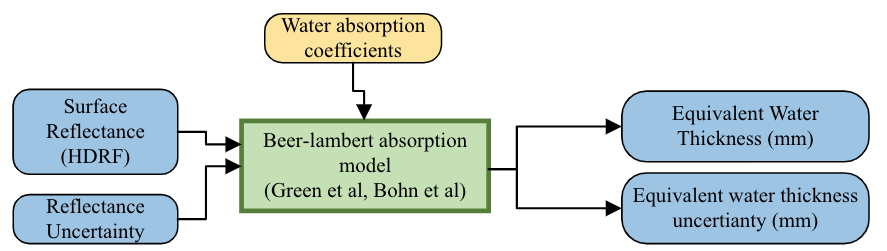 Water absorption
coefficients
Surface
Reflectance
(HDRF)
Reflectance
Uncertainty
Beer-lambert absorption
model
(Green et al, Bohn et al)
Equivalent Water
Thickness (mm)
Equivalent water thickness
uncertianty (mm)